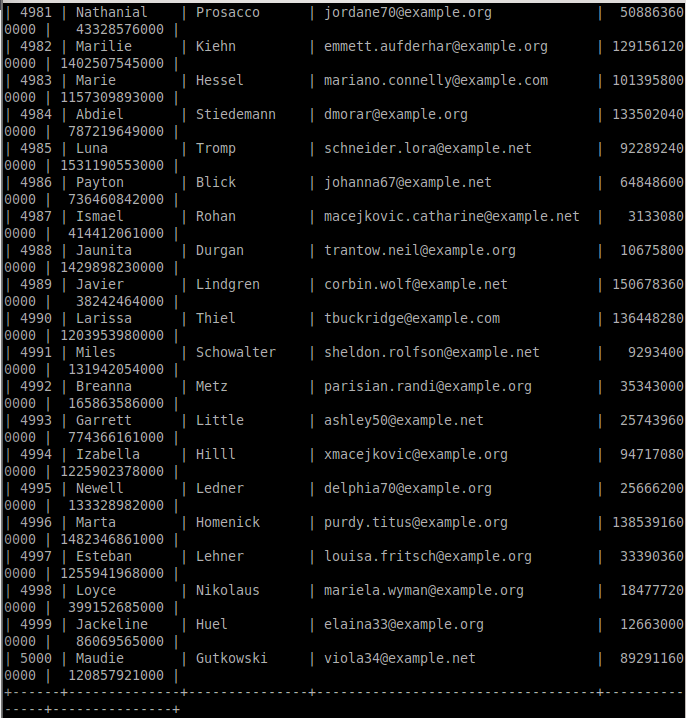 | 4981 | Nathanial    | Prosacco      | jordane70@example.org             |  50886360
0000 |   43328576000 |
| 4982 | Marilie      | Kiehn         | emmett.aufderhar@example.org      | 129156120
0000 | 1402507545000 |
| 4983 | Marie        | Hessel        | mariano.connelly@example.com      | 101395800
0000 | 1157309893000 |
| 4984 | Abdiel       | Stiedemann    | dmorar@example.org                | 133502040
0000 |  787219649000 |
| 4985 | Luna         | Tromp         | schneider.lora@example.net        |  92289240
0000 | 1531190553000 |
| 4986 | Payton       | Blick         | johanna67@example.net             |  64848600
0000 |  736460842000 |
| 4987 | Ismael       | Rohan         | macejkovic.catharine@example.net  |   3133080
0000 |  414412061000 |
| 4988 | Jaunita      | Durgan        | trantow.neil@example.org          |  10675800
0000 | 1429898230000 |
| 4989 | Javier       | Lindgren      | corbin.wolf@example.net           | 150678360
0000 |   38242464000 |
| 4990 | Larissa      | Thiel         | tbuckridge@example.com            | 136448280
0000 | 1203953980000 |
| 4991 | Miles        | Schowalter    | sheldon.rolfson@example.net       |   9293400
0000 |  131942054000 |
| 4992 | Breanna      | Metz          | parisian.randi@example.org        |  35343000
0000 |  165863586000 |
| 4993 | Garrett      | Little        | ashley50@example.net              |  25743960
0000 |  774366161000 |
| 4994 | Izabella     | Hilll         | xmacejkovic@example.org           |  94717080
0000 | 1225902378000 |
| 4995 | Newell       | Ledner        | delphia70@example.org             |  25666200
0000 |  133328982000 |
| 4996 | Marta        | Homenick      | purdy.titus@example.org           | 138539160
0000 | 1482346861000 |
| 4997 | Esteban      | Lehner        | louisa.fritsch@example.org        |  33390360
0000 | 1255941968000 |
| 4998 | Loyce        | Nikolaus      | mariela.wyman@example.org         |  18477720
0000 |  399152685000 |
| 4999 | Jackeline    | Huel          | elaina33@example.org              |  12663000
0000 |   86069565000 |
| 5000 | Maudie       | Gutkowski     | viola34@example.net               |  89291160
0000 |  120857921000 |
+------+--------------+---------------+-----------------------------------+----------
-----+---------------+